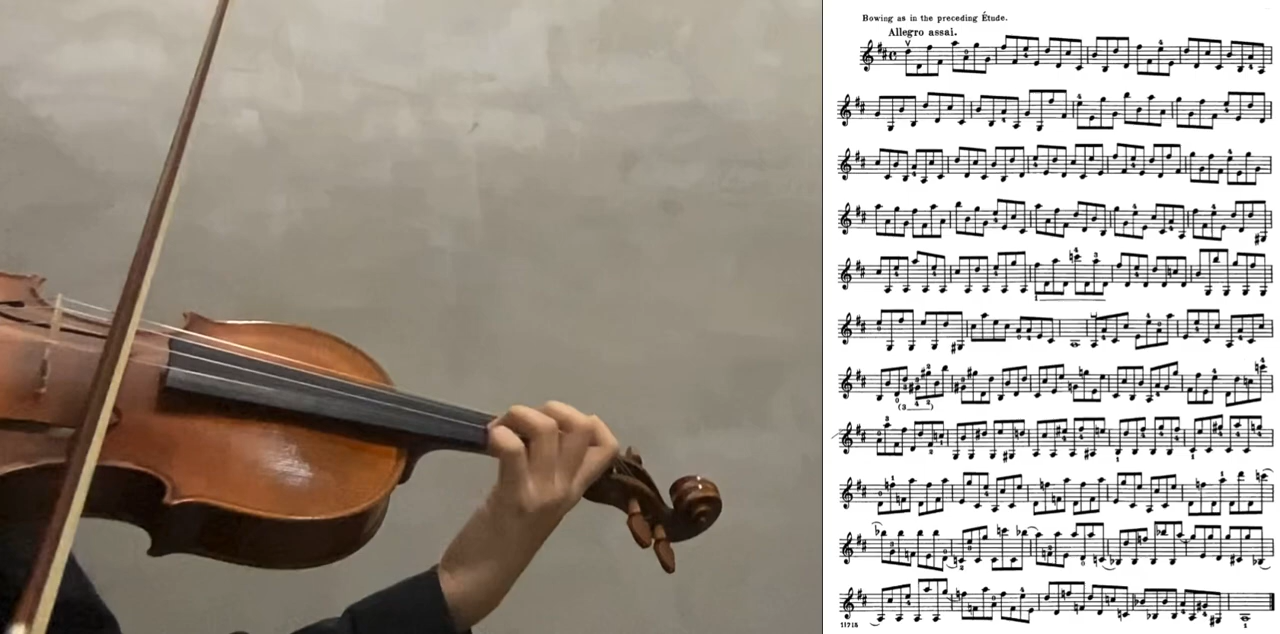 Bowing as in the preceding Étude.
Allegro assai.
11718